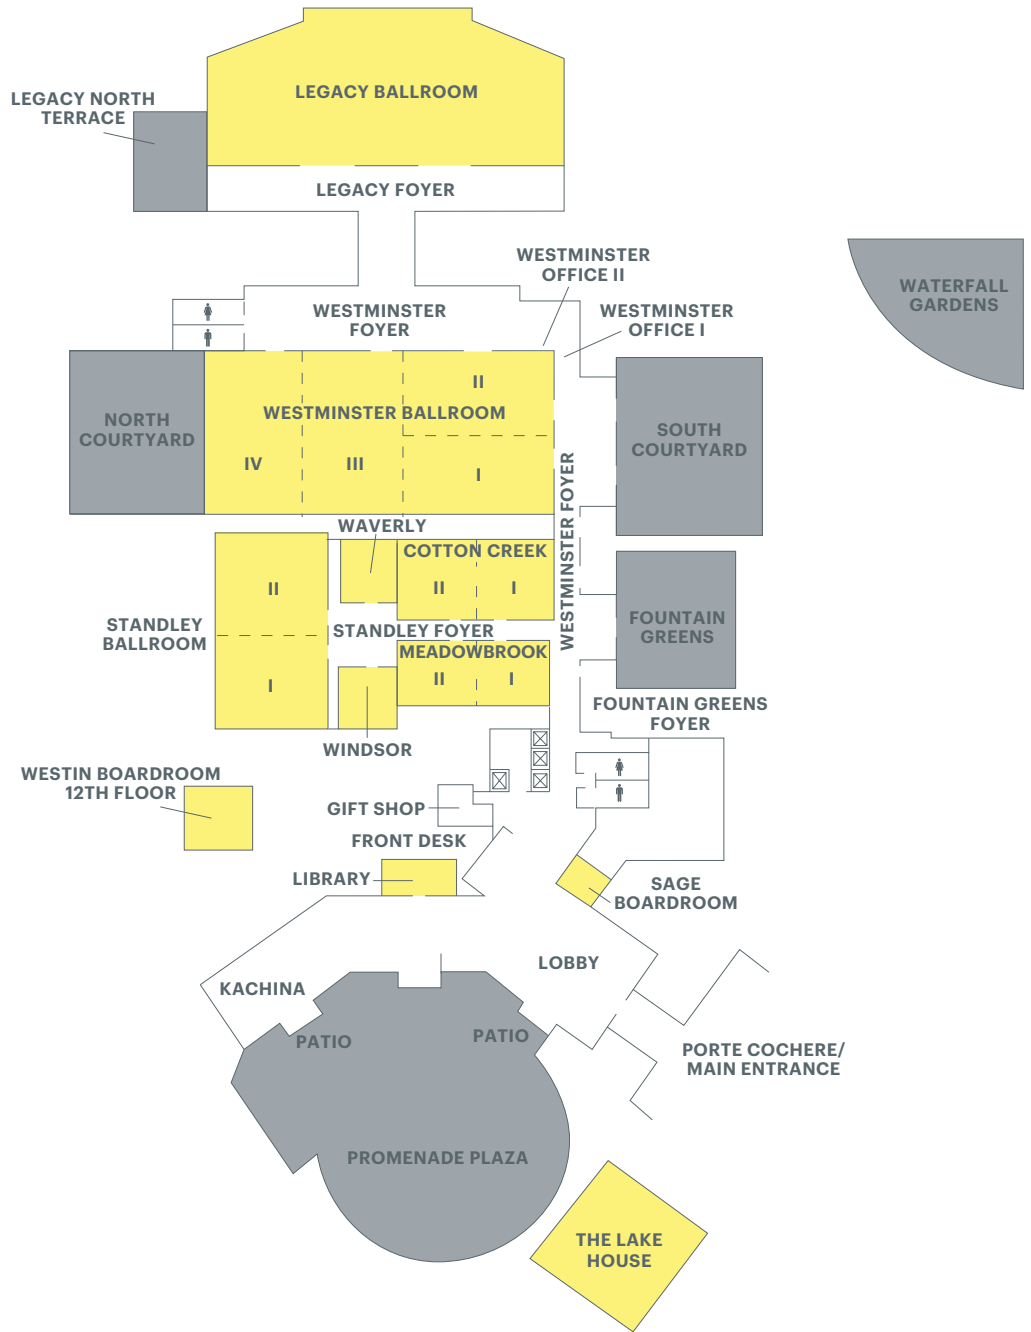 LEGACY BALLROOM
LEGACY NORTH
TERRACE
LEGACY FOYER
WESTMINSTER
OFFICE II
WATERFALL
GARDENS
WESTMINSTER
FOYER
WESTMINSTER
OFFICE I
II
WESTMINSTER BALLROOM
NORTH
COURTYARD
SOUTH
COURTYARD
IV
III
I
WESTMINSTER FOYER
WAVERLY
COTTON CREEK
II
II
I
STANDLEY
BALLROOM
STANDLEY FOYER
FOUNTAIN
GREENS
MEADOWBROOK
I
II
I
FOUNTAIN GREENS
FOYER
WINDSOR
WESTIN BOARDROOM
12TH FLOOR
GIFT SHOP
FRONT DESK
LIBRARY
SAGE
BOARDROOM
LOBBY
KACHINA
PATIO
PATIO
PORTE COCHERE/
MAIN ENTRANCE
PROMENADE PLAZA
THE LAKE
HOUSE